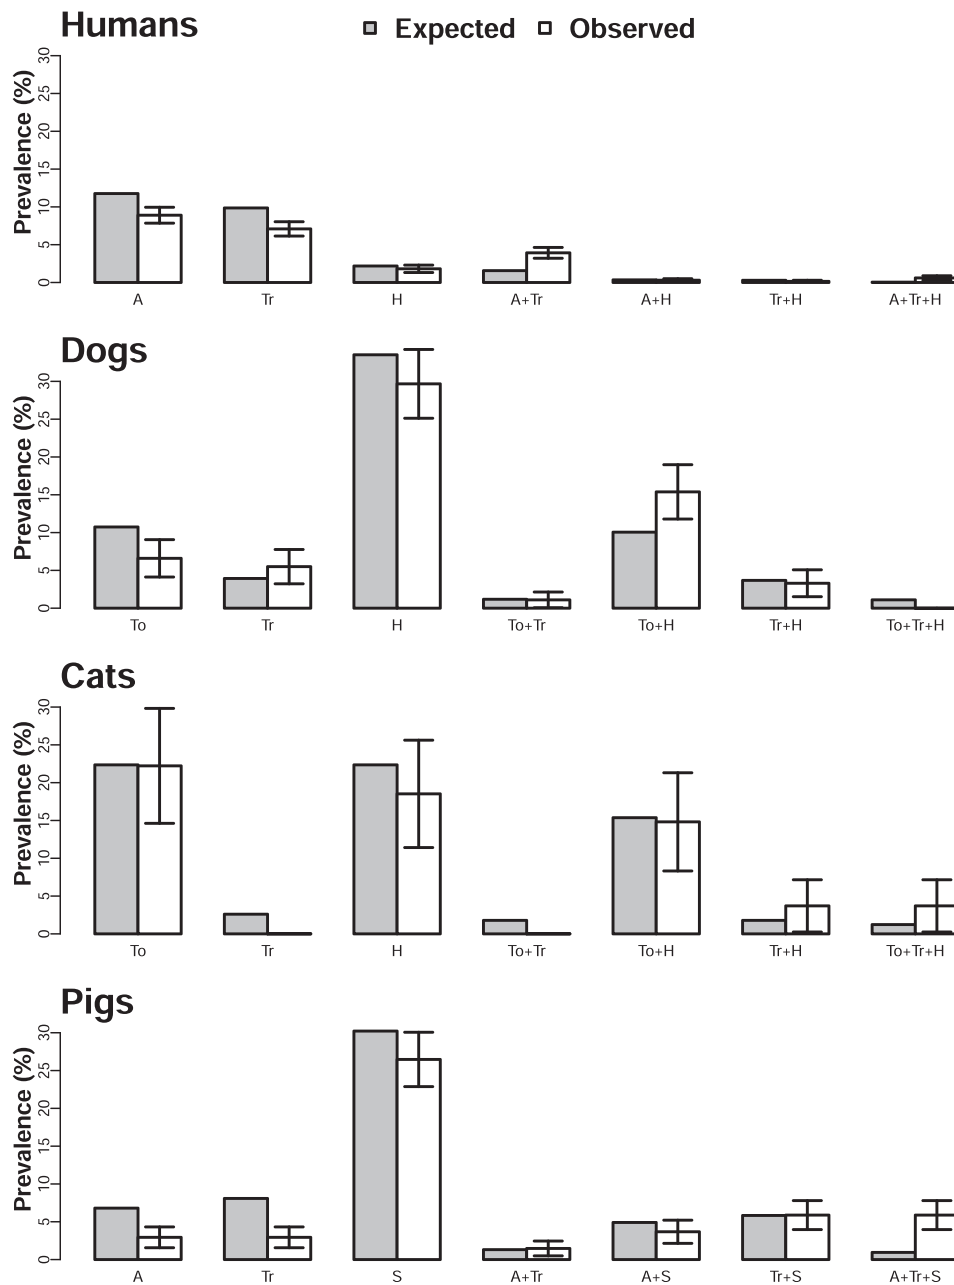 Humans
Expected Observed
Prevalence (%)
0 5 10 15 20 25 30
A Tr H A+Tr A+H Tr+H A+Tr+H
Dogs
Prevalence (%)
0 5 10 15 20 25 30
To Tr H To+Tr To+H Tr+H To+Tr+H
Cats
Prevalence (%)
0 5 10 15 20 25 30
To Tr H To+Tr To+H Tr+H To+Tr+H
Pigs
Prevalence (%)
0 5 10 15 20 25 30
A Tr S A+Tr A+S Tr+S A+Tr+S